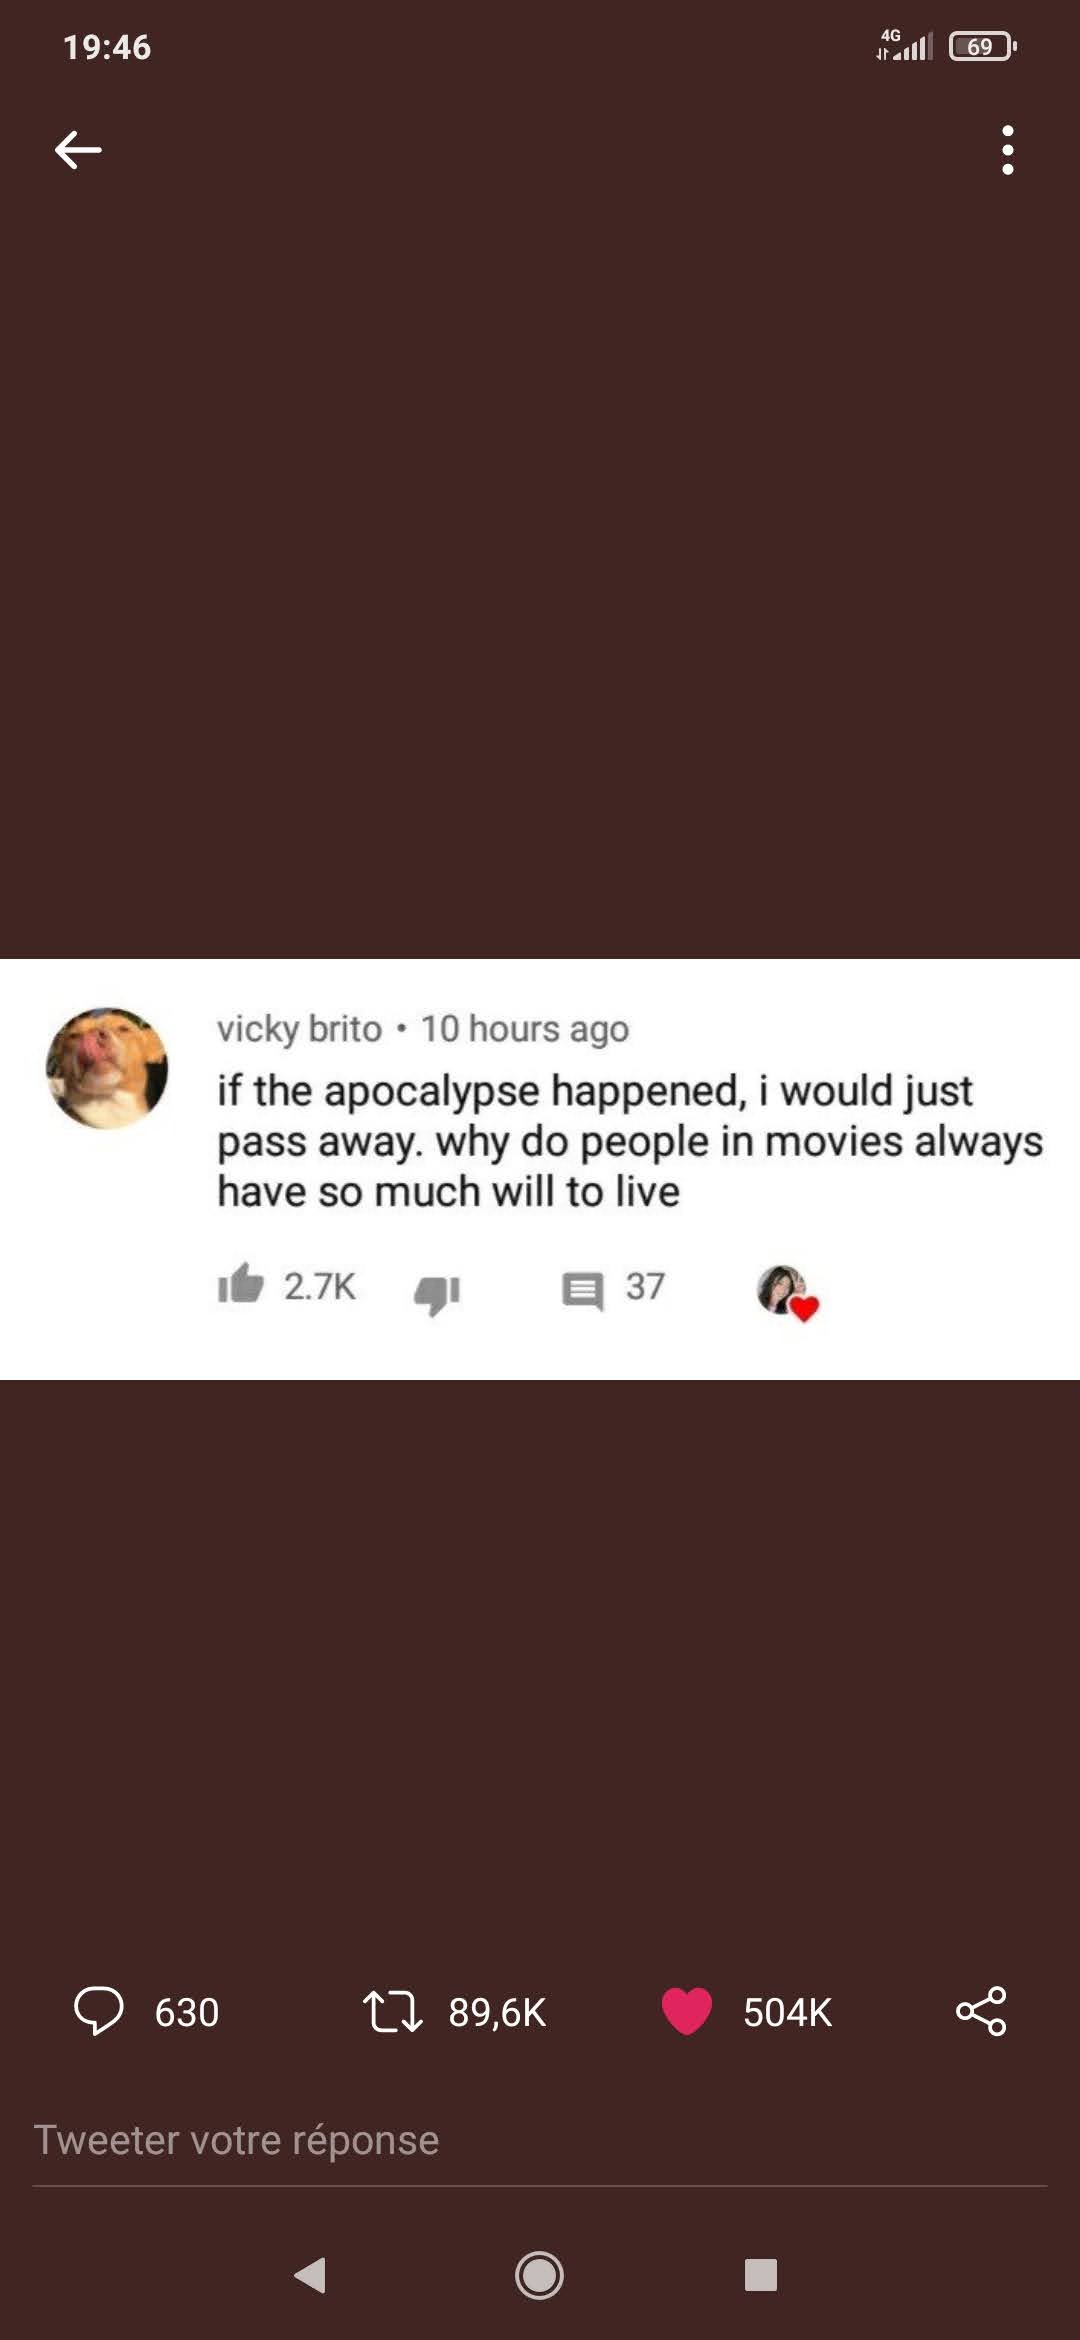 19:46
4G
69
vicky brito • 10 hours ago
if the apocalypse happened, i would just
pass away. why do people in movies always
have so much will to live
2.7K
37
630
89,6K
504K
Tweeter votre réponse